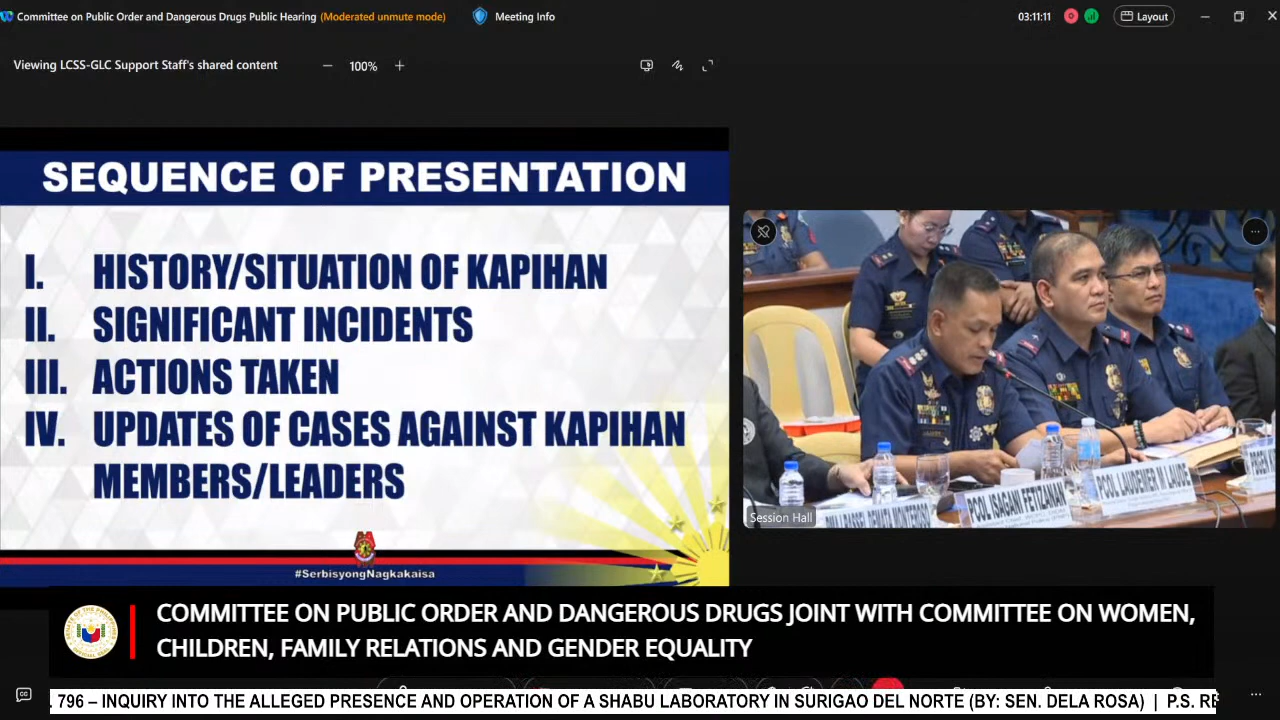 Committee on Public Order and Dangerous Drugs Public Hearing (Moderated unmute mode)
Meeting Info
03:11:11
Layout
Viewing LCSS-GLC Support Staff's shared content
100%
SEQUENCE OF PRESENTATION
I. HISTORY/SITUATION OF KAPIHAN
II. SIGNIFICANT INCIDENTS
III. ACTIONS TAKEN
IV. UPDATES OF CASES AGAINST KAPIHAN
MEMBERS/LEADERS
#SerbisyongNagkakaisa
PCOL ISAGANI FETIZANAN
PCOL LAUDEMER M LAUDE
Session Hall
COMMITTEE ON PUBLIC ORDER AND DANGEROUS DRUGS JOINT WITH COMMITTEE ON WOMEN,
CHILDREN, FAMILY RELATIONS AND GENDER EQUALITY
. 796 – INQUIRY INTO THE ALLEGED PRESENCE AND OPERATION OF A SHABU LABORATORY IN SURIGAO DEL NORTE (BY: SEN. DELA ROSA) | P.S. RE